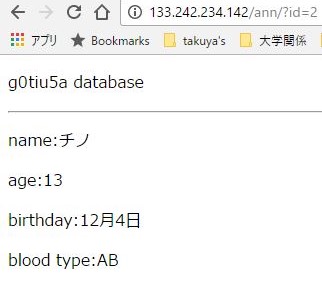 133.242.234.142/ann/?id=2
アプリ Bookmarks takuya's 大学関係
g0tiu5a database
name:チノ
age:13
birthday:12月4日
blood type:AB